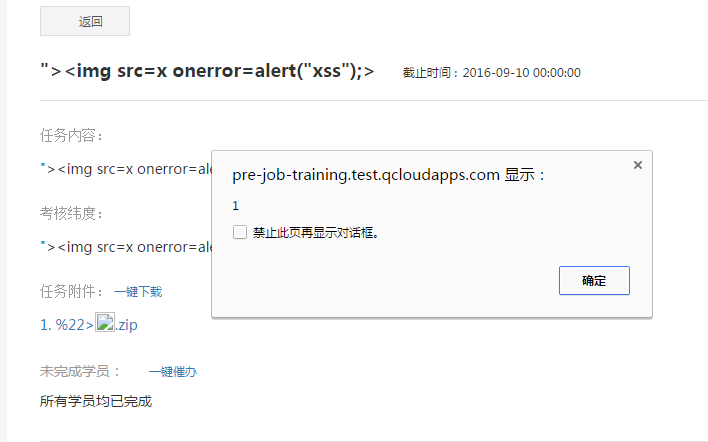 返回
"><img src=x onerror=alert("xss");> 截止时间：2016-09-10 00:00:00
任务内容：
"><img src=x onerror=ale
pre-job-training.test.qcloudapps.com 显示：
1
禁止此页再显示对话框。
确定
考核纬度：
"><img src=x onerror=ale
任务附件： 一键下载
1. %22>.zip
未完成学员： 一键催办
所有学员均已完成